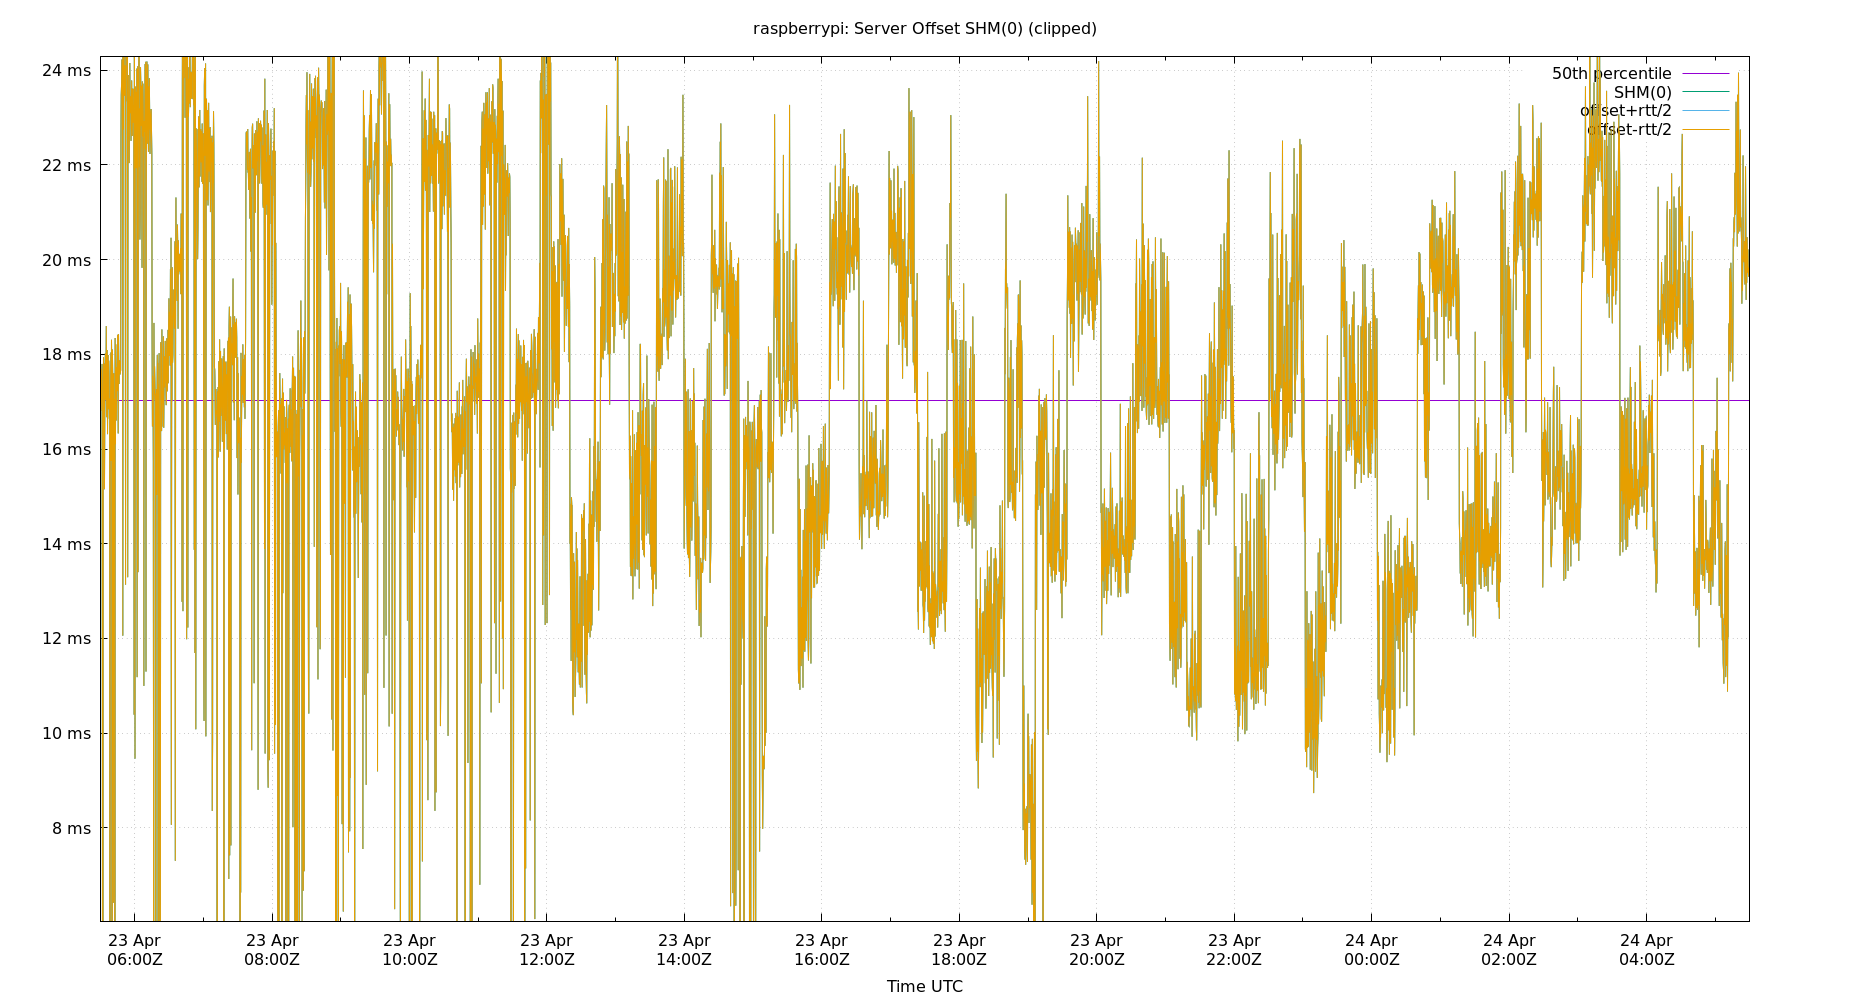 raspberrypi: Server Offset SHM(0) (clipped)
24 ms
22 ms
20 ms
18 ms
16 ms
14 ms
12 ms
10 ms
8 ms
50th percentile
SHM(0)
offset+rtt/2
offset-rtt/2
23 Apr 23 Apr 23 Apr 23 Apr 23 Apr 23 Apr 23 Apr 23 Apr 23 Apr 24 Apr 24 Apr 24 Apr
06:00Z 08:00Z 10:00Z 12:00Z 14:00Z 16:00Z 18:00Z 20:00Z 22:00Z 00:00Z 02:00Z 04:00Z
Time UTC